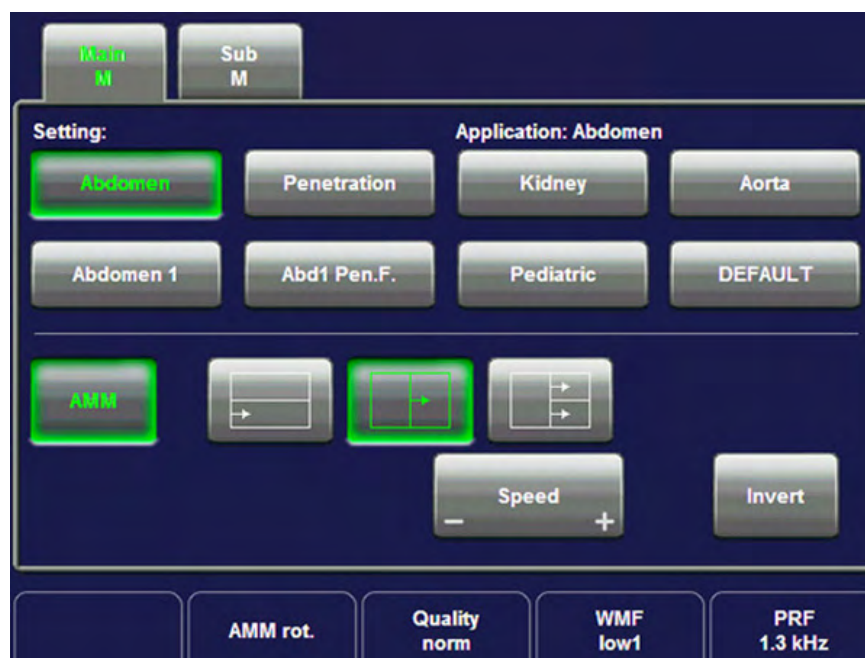 Main
M
Sub
M
Setting:
Application: Abdomen
Abdomen
Penetration
Kidney
Aorta
Abdomen 1
Abd1 Pen.F.
Pediatric
DEFAULT
AMM
Speed
− +
Invert
AMM rot.
Quality
norm
WMF
low1
PRF
1.3 kHz